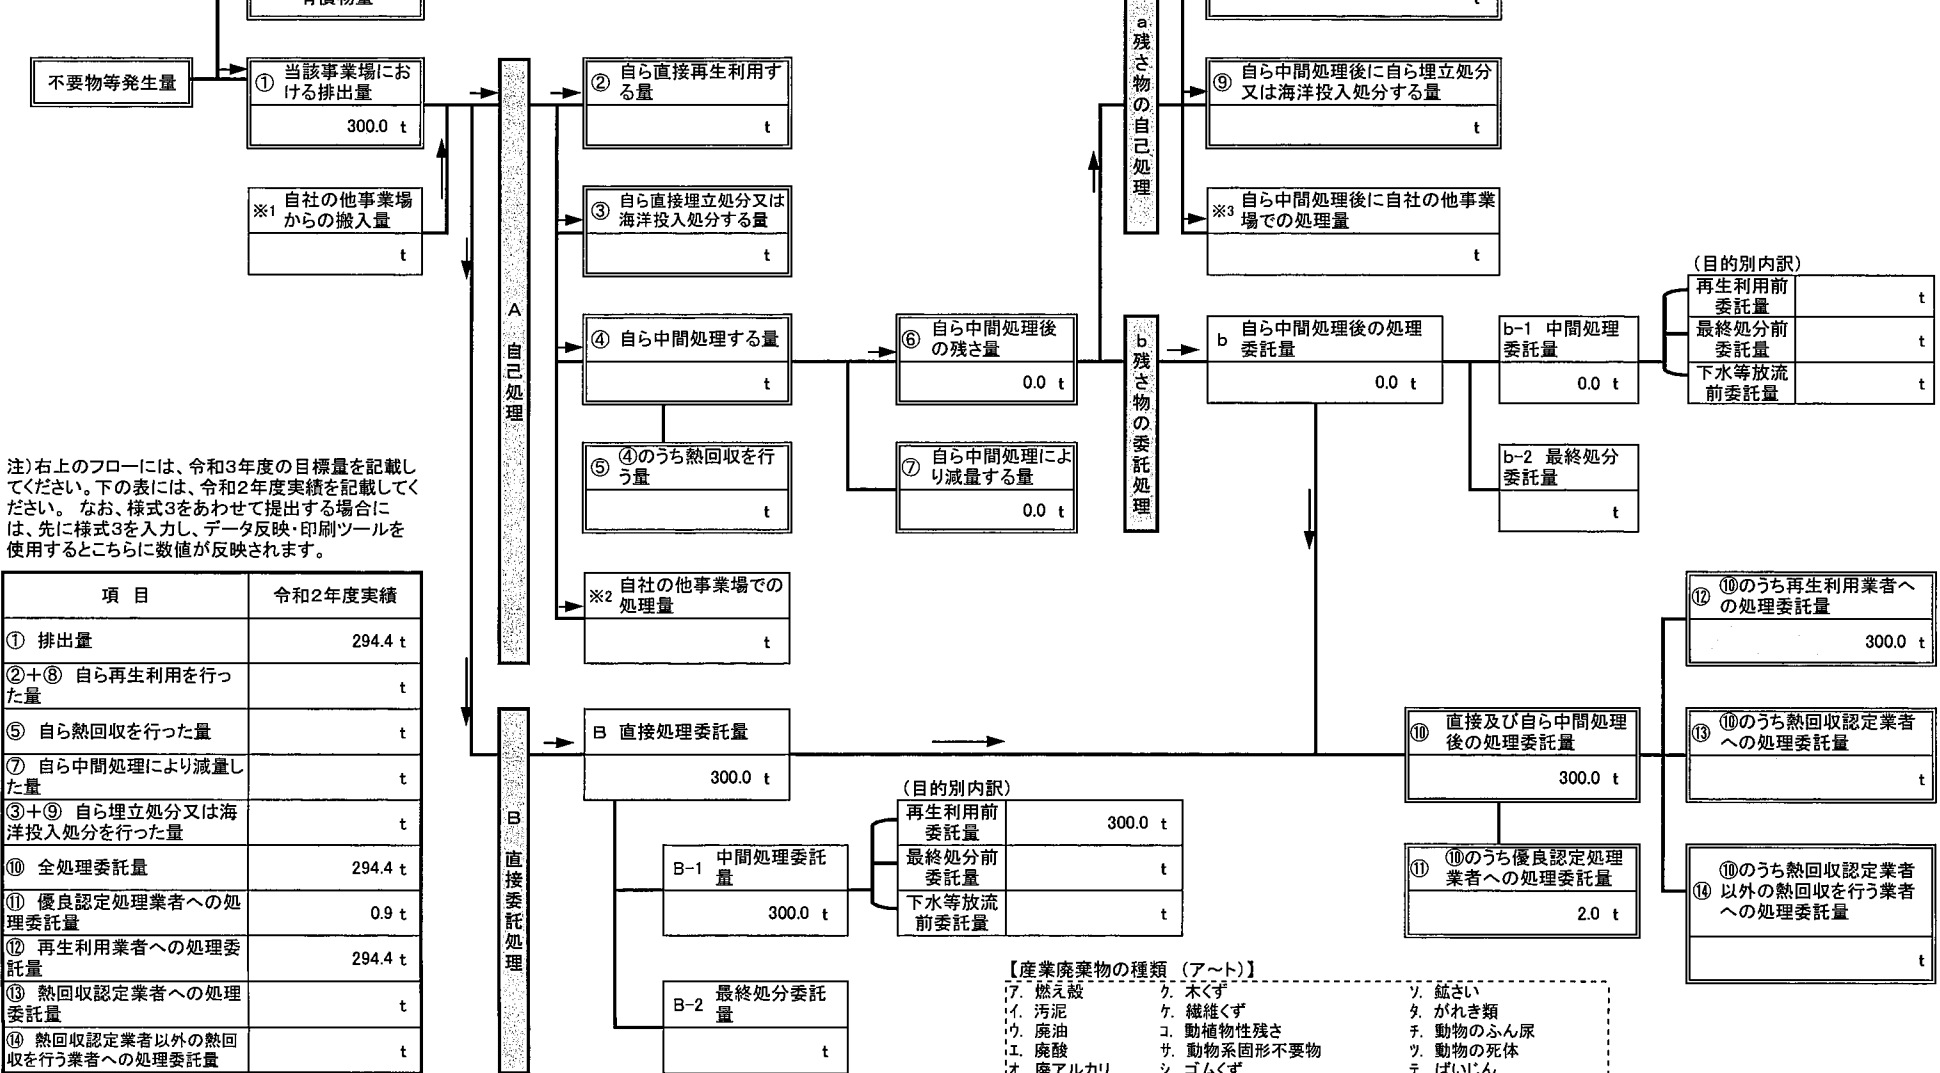 不要物等発生量
① 当該事業場にお
ける排出量
300.0 t
※1 自社の他事業場
からの搬入量
t
A 自己処理
② 自ら直接再生利用す
る量
t
③ 自ら直接埋立処分又は
海洋投入処分する量
t
④ 自ら中間処理する量
t
⑤ ④のうち熱回収を行
う量
t
※2 自社の他事業場での
処理量
t
⑥ 自ら中間処理後
の残さ量
0.0 t
⑦ 自ら中間処理によ
り減量する量
0.0 t
a 残さ物の自己処理
t
⑨ 自ら中間処理後に自ら埋立処分
又は海洋投入処分する量
t
※3 自ら中間処理後に自社の他事業
場での処理量
t
b 残さ物の委託処理
b 自ら中間処理後の処理
委託量
0.0 t
b-1 中間処理
委託量
0.0 t
(目的別内訳)
再生利用前
委託量 t
最終処分前
委託量 t
下水等放流
前委託量 t
b-2 最終処分
委託量
t
注)右上のフローには、令和3年度の目標量を記載し
てください。下の表には、令和2年度実績を記載してく
ださい。 なお、様式3をあわせて提出する場合に
は、先に様式3を入力し、データ反映・印刷ツールを
使用するとこちらに数値が反映されます。
項 目 令和2年度実績
① 排出量 294.4 t
②+⑧ 自ら再生利用を行っ
た量 t
⑤ 自ら熱回収を行った量 t
⑦ 自ら中間処理により減量し
た量 t
③+⑨ 自ら埋立処分又は海
洋投入処分を行った量 t
⑩ 全処理委託量 294.4 t
⑪ 優良認定処理業者への処
理委託量 0.9 t
⑫ 再生利用業者への処理委
託量 294.4 t
⑬ 熱回収認定業者への処理
委託量 t
⑭ 熱回収認定業者以外の熱回
収を行う業者への処理委託量 t
B 直接委託処理
B 直接処理委託量
300.0 t
B-1 中間処理委託
量
300.0 t
(目的別内訳)
再生利用前
委託量 300.0 t
最終処分前
委託量 t
下水等放流
前委託量 t
B-2 最終処分委託
量
t
⑩ 直接及び自ら中間処理
後の処理委託量
300.0 t
⑪ ⑩のうち優良認定処理
業者への処理委託量
2.0 t
⑫ ⑩のうち再生利用業者へ
の処理委託量
300.0 t
⑬ ⑩のうち熱回収認定業者
への処理委託量
t
⑭ ⑩のうち熱回収認定業者
以外の熱回収を行う業者
への処理委託量
t
【産業廃棄物の種類 (ア~ト)】
ア. 燃え殻 ク. 木くず ソ. 鉱さい
イ. 汚泥 ケ. 繊維くず タ. がれき類
ウ. 廃油 コ. 動植物性残さ チ. 動物のふん尿
エ. 廃酸 サ. 動物系固形不要物 ツ. 動物の死体
オ. 廃アルカリ シ. ゴムくず テ. ばいじん